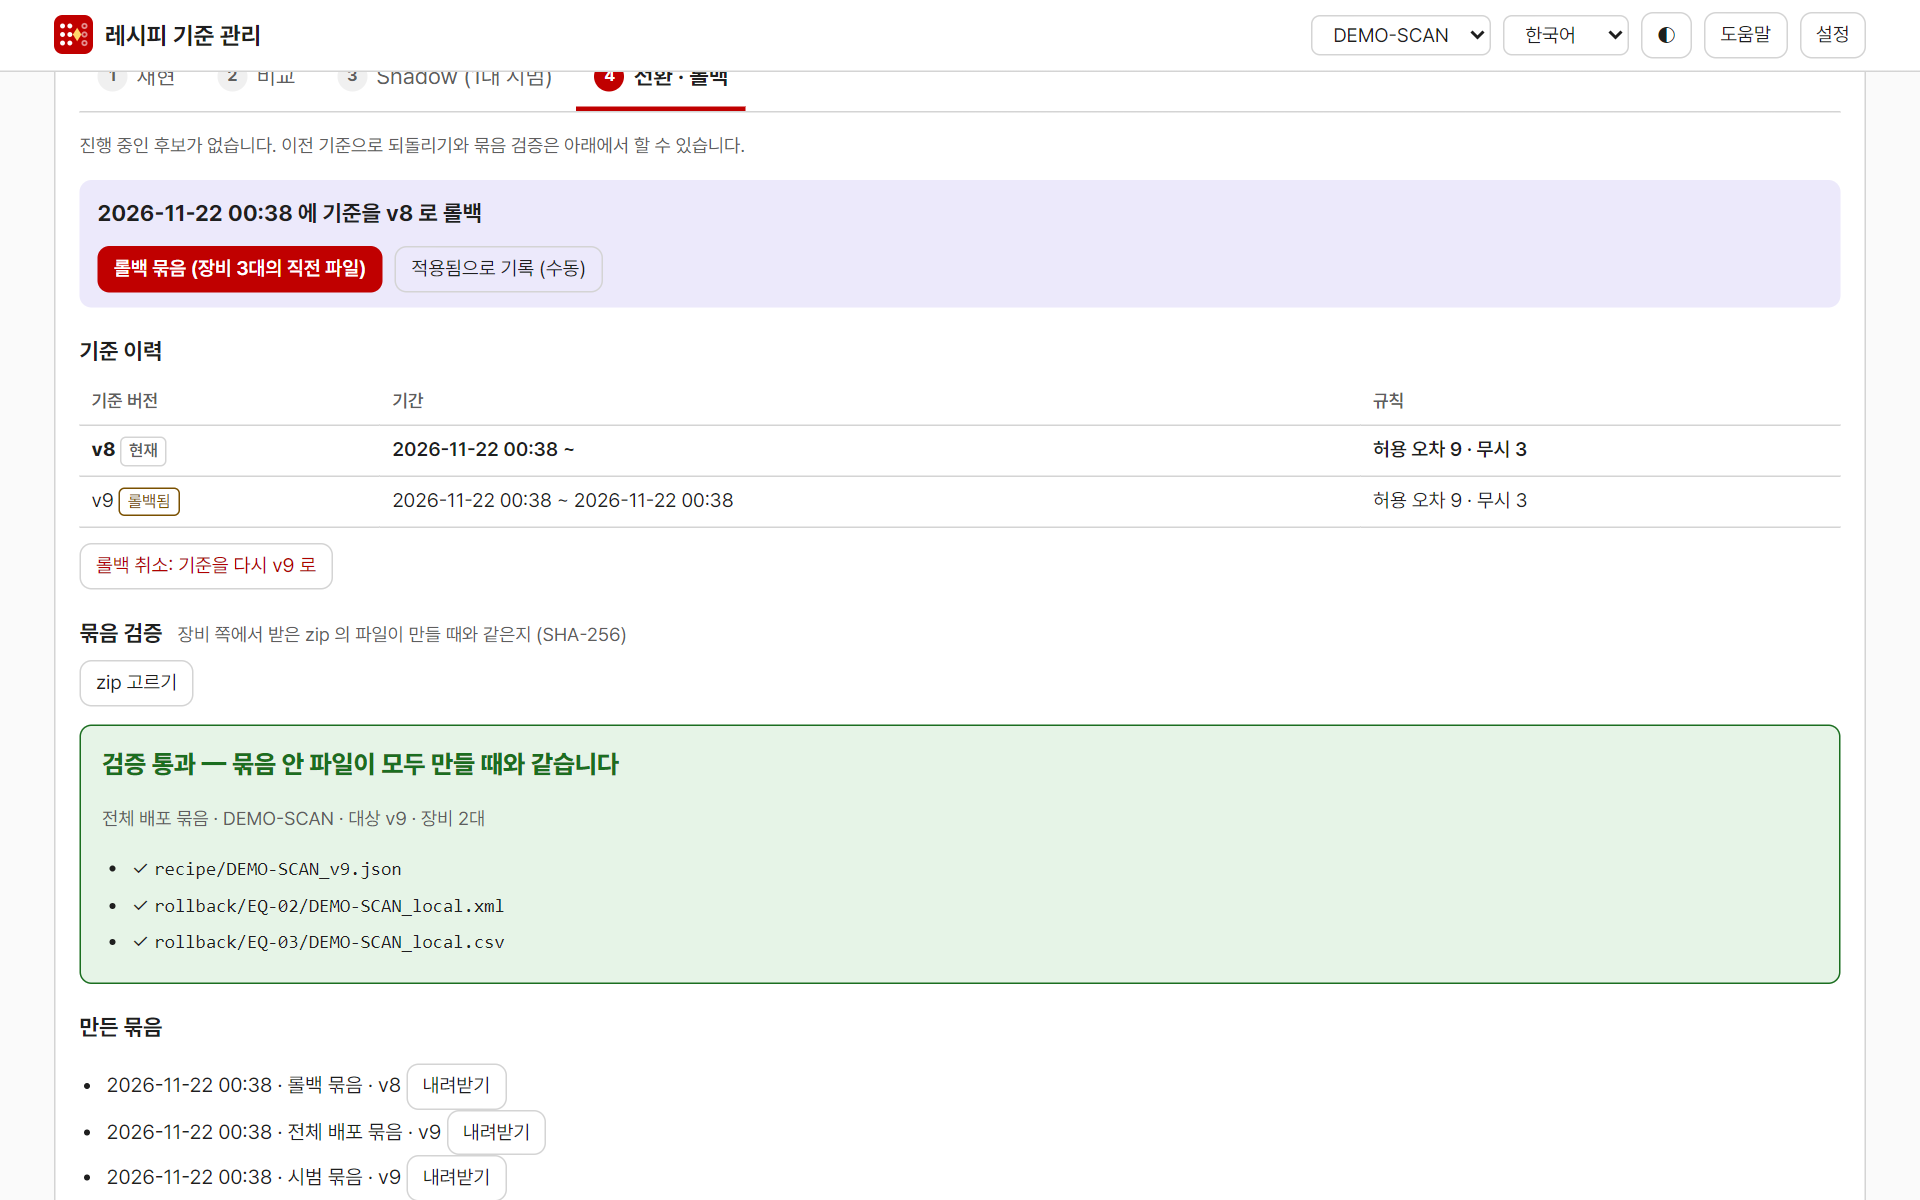 레시피 기준 관리
DEMO-SCAN
한국어
도움말
설정
1 재현
2 비교
3 Shadow (1대 시범)
4 전환 · 롤백
진행 중인 후보가 없습니다. 이전 기준으로 되돌리기와 묶음 검증은 아래에서 할 수 있습니다.
2026-11-22 00:38 에 기준을 v8 로 롤백
롤백 묶음 (장비 3대의 직전 파일)
적용됨으로 기록 (수동)
기준 이력
기준 버전 기간 규칙
v8 현재 2026-11-22 00:38 ~ 허용 오차 9 · 무시 3
v9 롤백됨 2026-11-22 00:38 ~ 2026-11-22 00:38 허용 오차 9 · 무시 3
롤백 취소: 기준을 다시 v9 로
묶음 검증 장비 쪽에서 받은 zip 의 파일이 만들 때와 같은지 (SHA-256)
zip 고르기
검증 통과 — 묶음 안 파일이 모두 만들 때와 같습니다
전체 배포 묶음 · DEMO-SCAN · 대상 v9 · 장비 2대
• ✓ recipe/DEMO-SCAN_v9.json
• ✓ rollback/EQ-02/DEMO-SCAN_local.xml
• ✓ rollback/EQ-03/DEMO-SCAN_local.csv
만든 묶음
• 2026-11-22 00:38 · 롤백 묶음 · v8 내려받기
• 2026-11-22 00:38 · 전체 배포 묶음 · v9 내려받기
• 2026-11-22 00:38 · 시범 묶음 · v9 내려받기